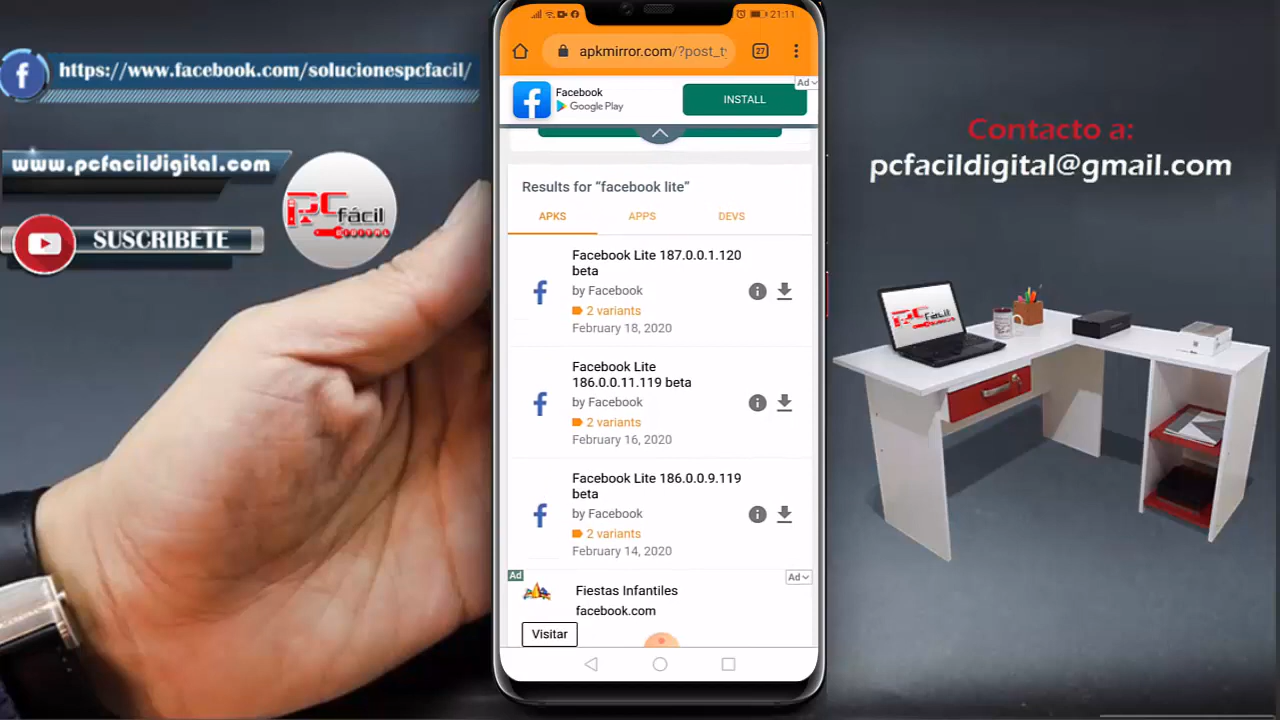 https://www.facebook.com/solucionespcfacil/
www.pcfacildigital.com
PC fácil
DIGITAL
SUSCRIBETE
21:11
apkmirror.com/?post_ty
27
Ad
Facebook
Google Play
INSTALL
Results for “facebook lite”
APKS
APPS
DEVS
Facebook Lite 187.0.0.1.120
beta
by Facebook
2 variants
February 18, 2020
Facebook Lite
186.0.0.11.119 beta
by Facebook
2 variants
February 16, 2020
Facebook Lite 186.0.0.9.119
beta
by Facebook
2 variants
February 14, 2020
Ad
Ad
Fiestas Infantiles
facebook.com
Visitar
Contacto a:
pcfacildigital@gmail.com
PC fácil